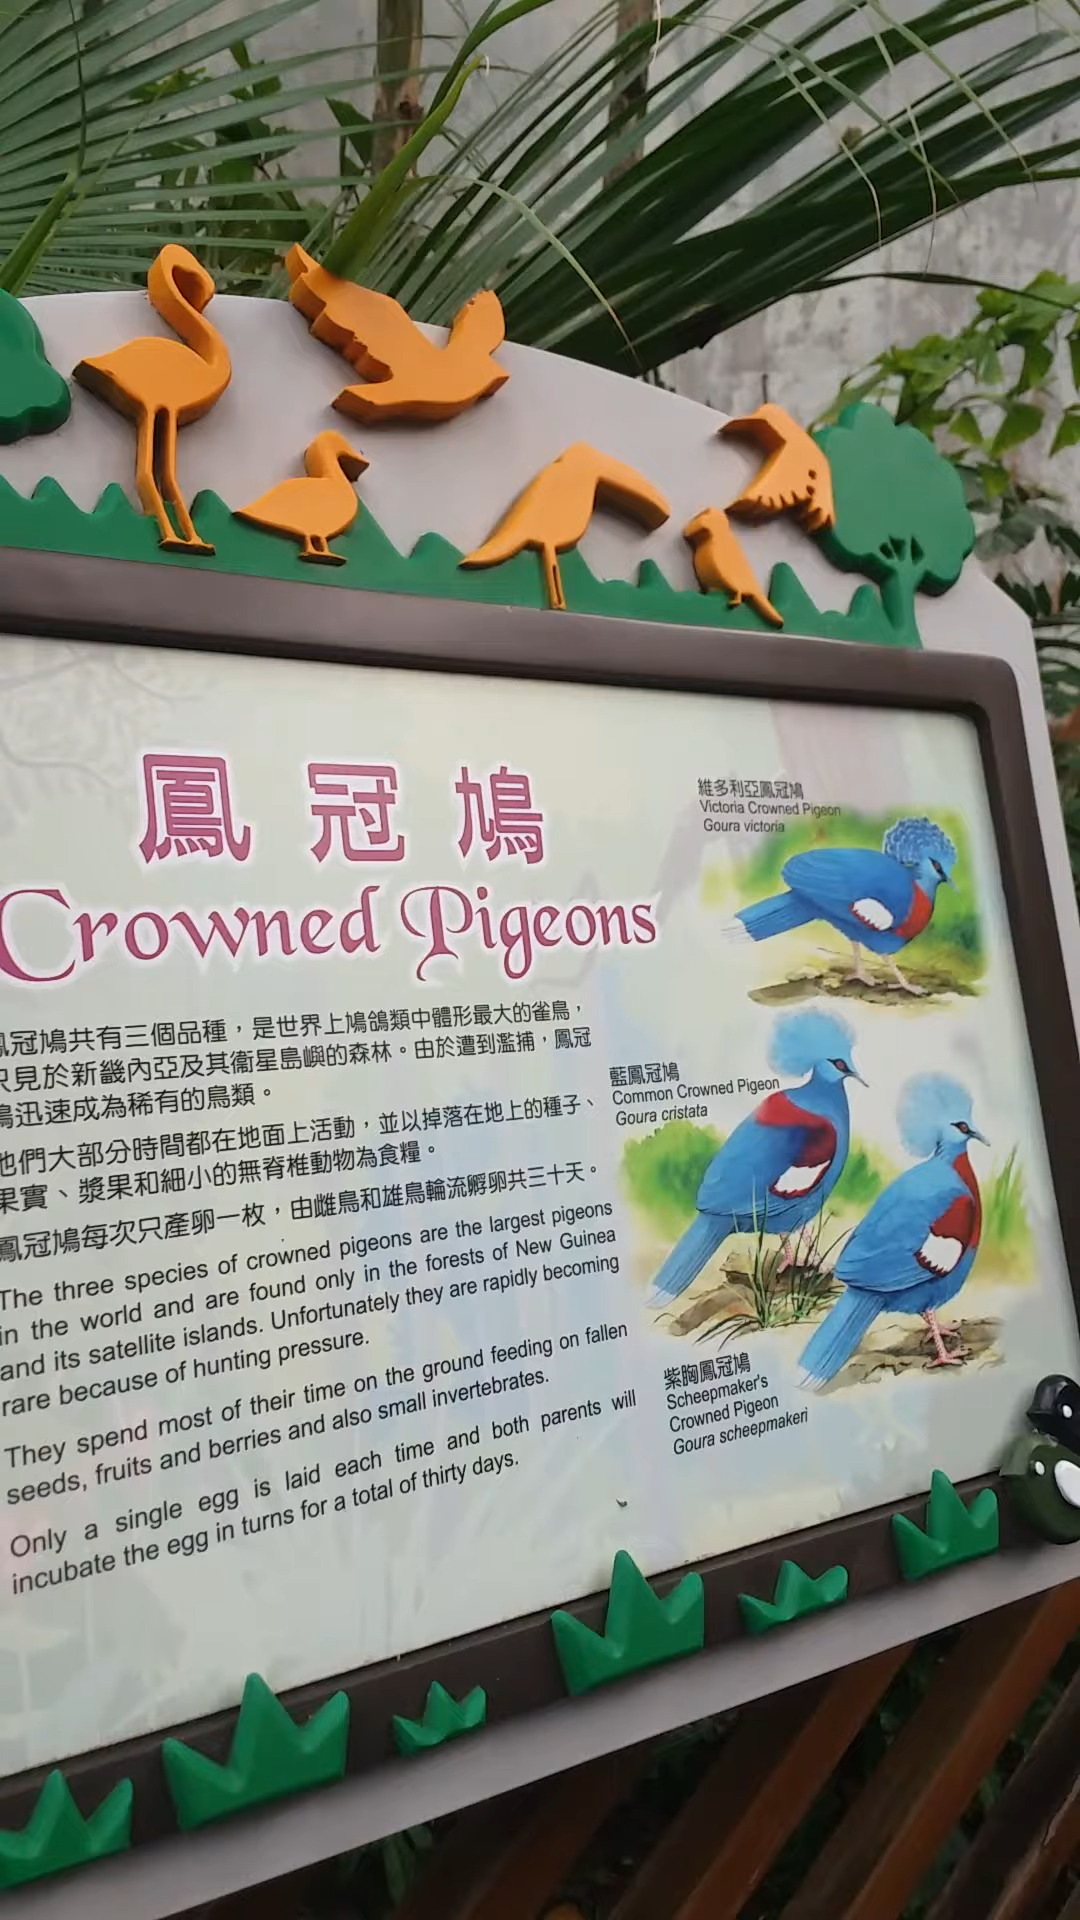 鳳冠鳩
Crowned Pigeons
鳳冠鳩共有三個品種，是世界上鳩鴿類中體形最大的雀鳥，
只見於新畿內亞及其衞星島嶼的森林。由於遭到濫捕，鳳冠
鳩迅速成為稀有的鳥類。
他們大部分時間都在地面上活動，並以掉落在地上的種子、
果實、漿果和細小的無脊椎動物為食糧。
鳳冠鳩每次只產卵一枚，由雌鳥和雄鳥輪流孵卵共三十天。
The three species of crowned pigeons are the largest pigeons
in the world and are found only in the forests of New Guinea
and its satellite islands. Unfortunately they are rapidly becoming
rare because of hunting pressure.
They spend most of their time on the ground feeding on fallen
seeds, fruits and berries and also small invertebrates.
Only a single egg is laid each time and both parents will
incubate the egg in turns for a total of thirty days.
維多利亞鳳冠鳩
Victoria Crowned Pigeon
Goura victoria
藍鳳冠鳩
Common Crowned Pigeon
Goura cristata
紫胸鳳冠鳩
Scheepmaker's
Crowned Pigeon
Goura scheepmakeri